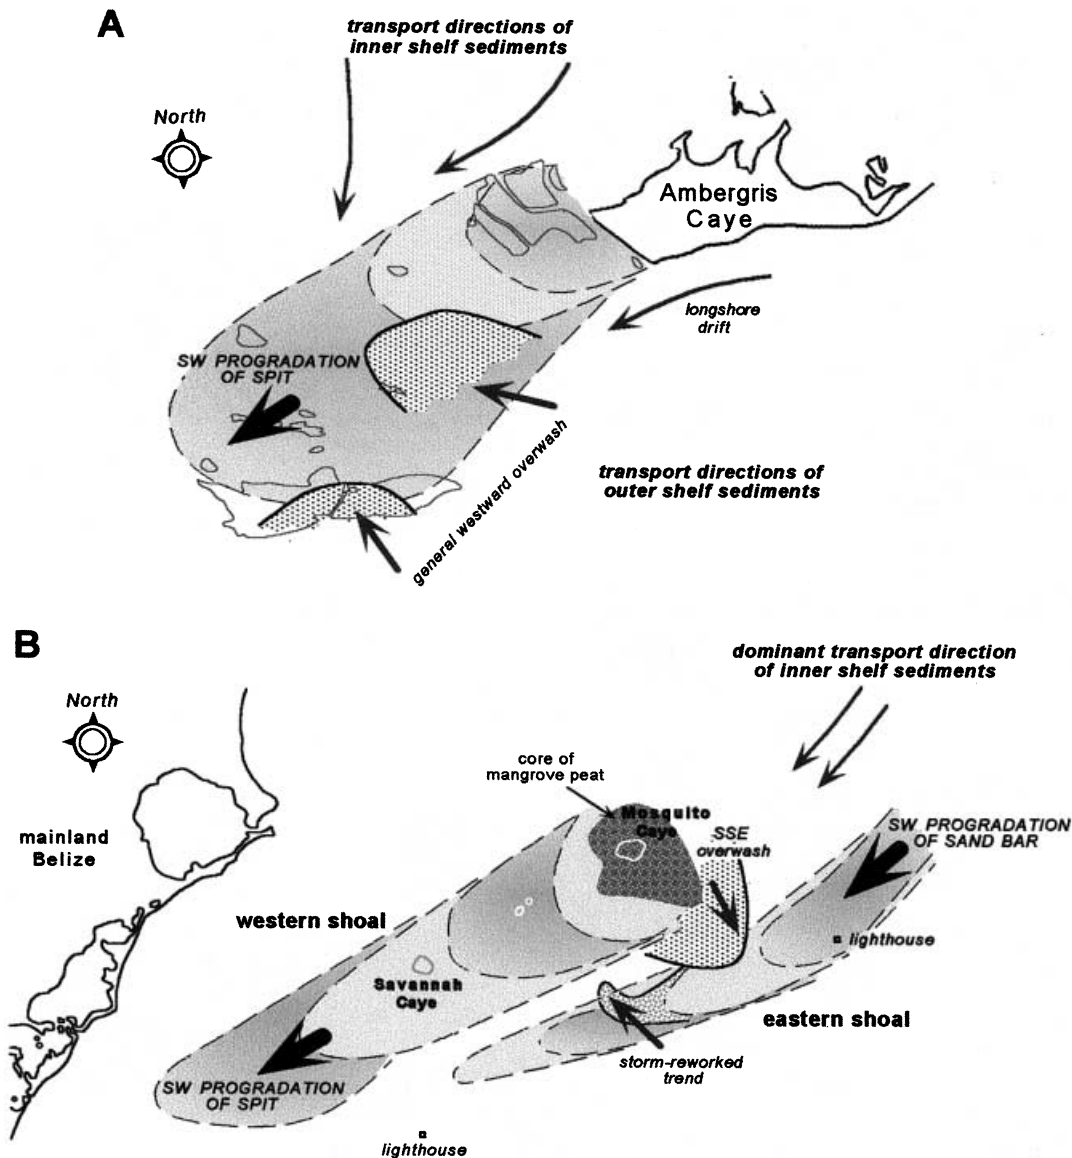 A
transport directions of
inner shelf sediments
North
Ambergris
Caye
longshore
drift
SW PROGRADATION
OF SPIT
general westward overwash
transport directions of
outer shelf sediments
B
dominant transport direction
of inner shelf sediments
North
core of
mangrove peat
mainland
Belize
Mosquito
Caye
SSE
overwash
SW PROGRADATION
OF SAND BAR
western shoal
lighthouse
Savannah
Caye
eastern shoal
storm-reworked
trend
SW PROGRADATION
OF SPIT
lighthouse